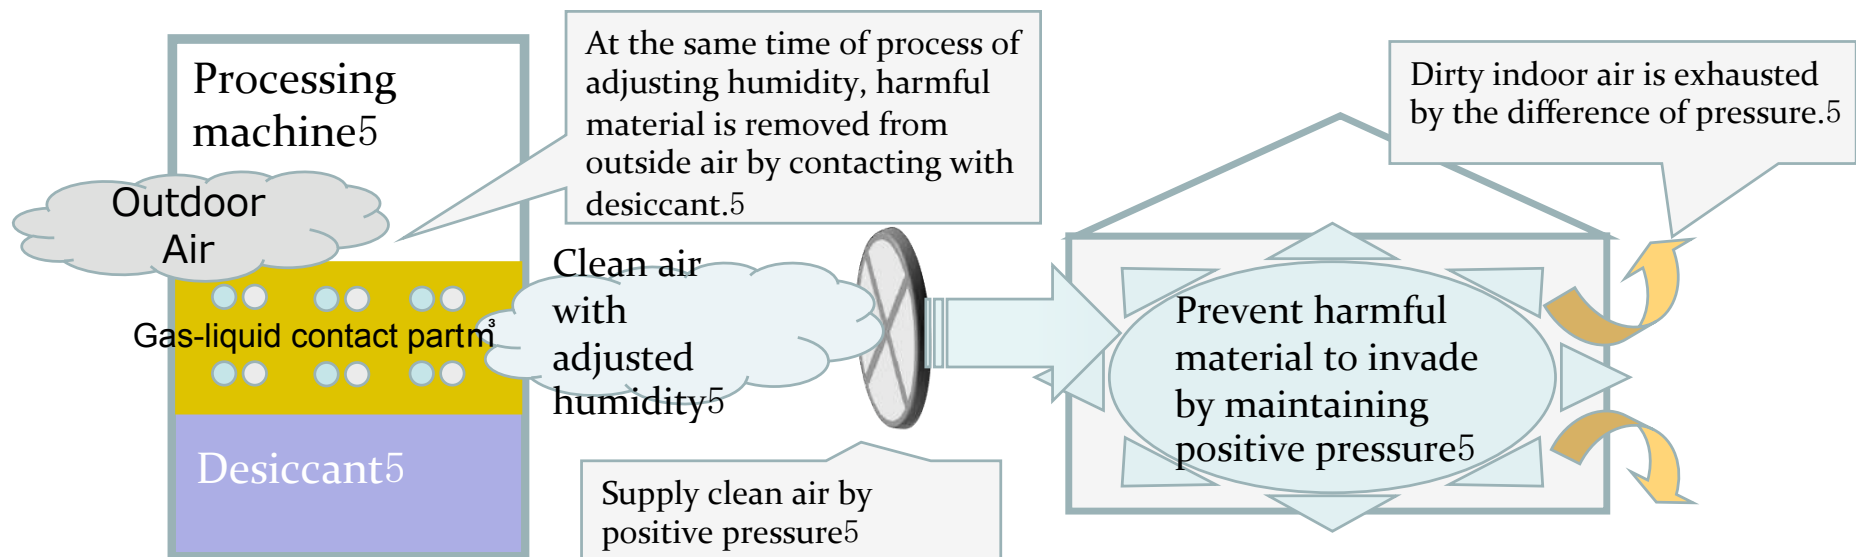 Processing
machine5
At the same time of process of
adjusting humidity, harmful
material is removed from
outside air by contacting with
desiccant.5
Dirty indoor air is exhausted
by the difference of pressure.5
Outdoor
Air
Gas-liquid contact partm³
Clean air
with
adjusted
humidity5
Prevent harmful
material to invade
by maintaining
positive pressure5
Desiccant5
Supply clean air by
positive pressure5